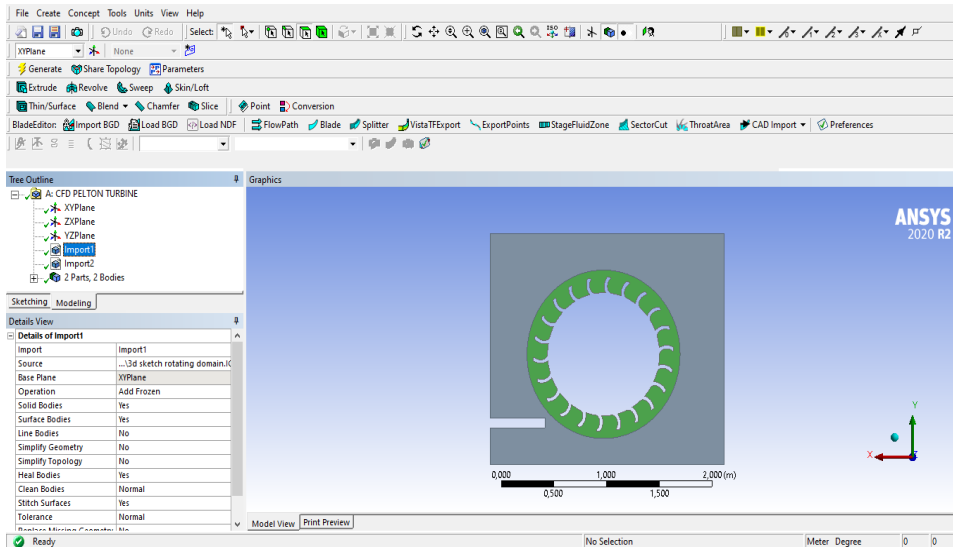 File Create Concept Tools Units View Help
Undo Redo Select:
XYPlane None
Generate Share Topology Parameters
Extrude Revolve Sweep Skin/Loft
Thin/Surface Blend Chamfer Slice Point Conversion
BladeEditor: Import BGD Load BGD Load NDF FlowPath Blade Splitter VistaTFExport ExportPoints StageFluidZone SectorCut ThroatArea CAD Import Preferences
Tree Outline
A: CFD PELTON TURBINE
XYPlane
ZXPlane
YZPlane
Import1
Import2
2 Parts, 2 Bodies
Sketching Modeling
Details View
Details of Import1
Import Import1
Source ...\3d sketch rotating domain.IG
Base Plane XYPlane
Operation Add Frozen
Solid Bodies Yes
Surface Bodies Yes
Line Bodies No
Simplify Geometry No
Simplify Topology No
Heal Bodies Yes
Clean Bodies Normal
Stitch Surfaces Yes
Tolerance Normal
Replace Missing Geometry No
Graphics
ANSYS
2020 R2
Y
X
Z
0,000 1,000 2,000 (m)
0,500 1,500
Model View Print Preview
Ready No Selection Meter Degree 0 0